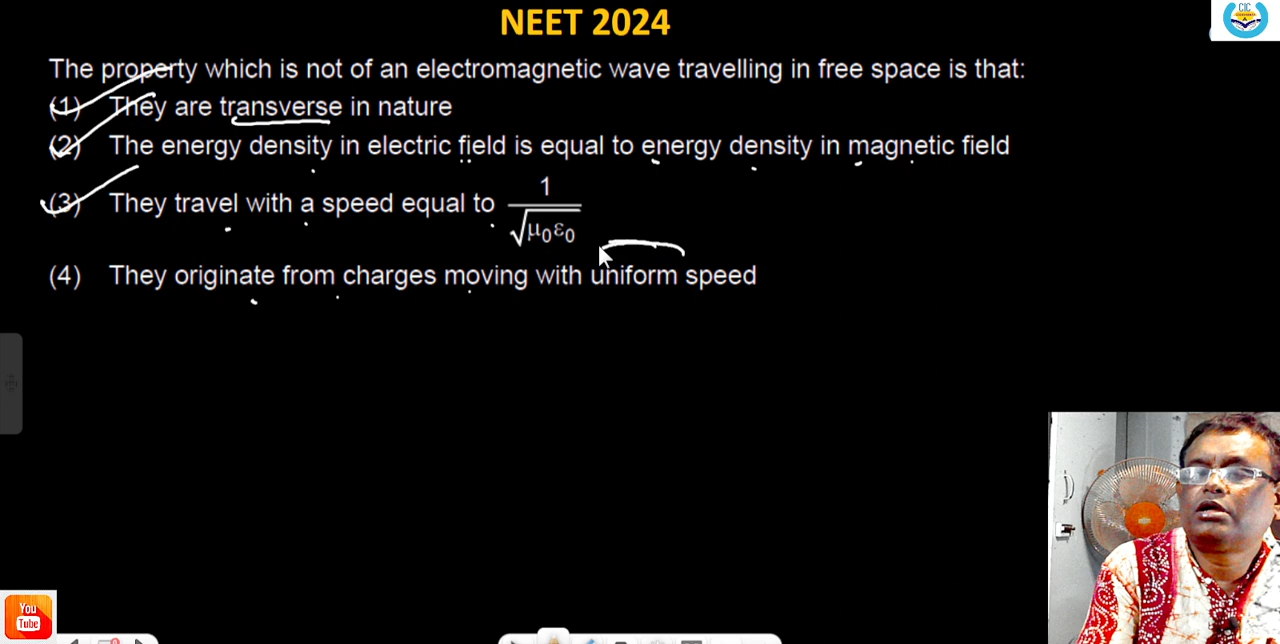 NEET 2024
CIC
The property which is not of an electromagnetic wave travelling in free space is that:
(1) They are transverse in nature
(2) The energy density in electric field is equal to energy density in magnetic field
(3) They travel with a speed equal to 1/√μ₀ε₀
(4) They originate from charges moving with uniform speed
You
Tube